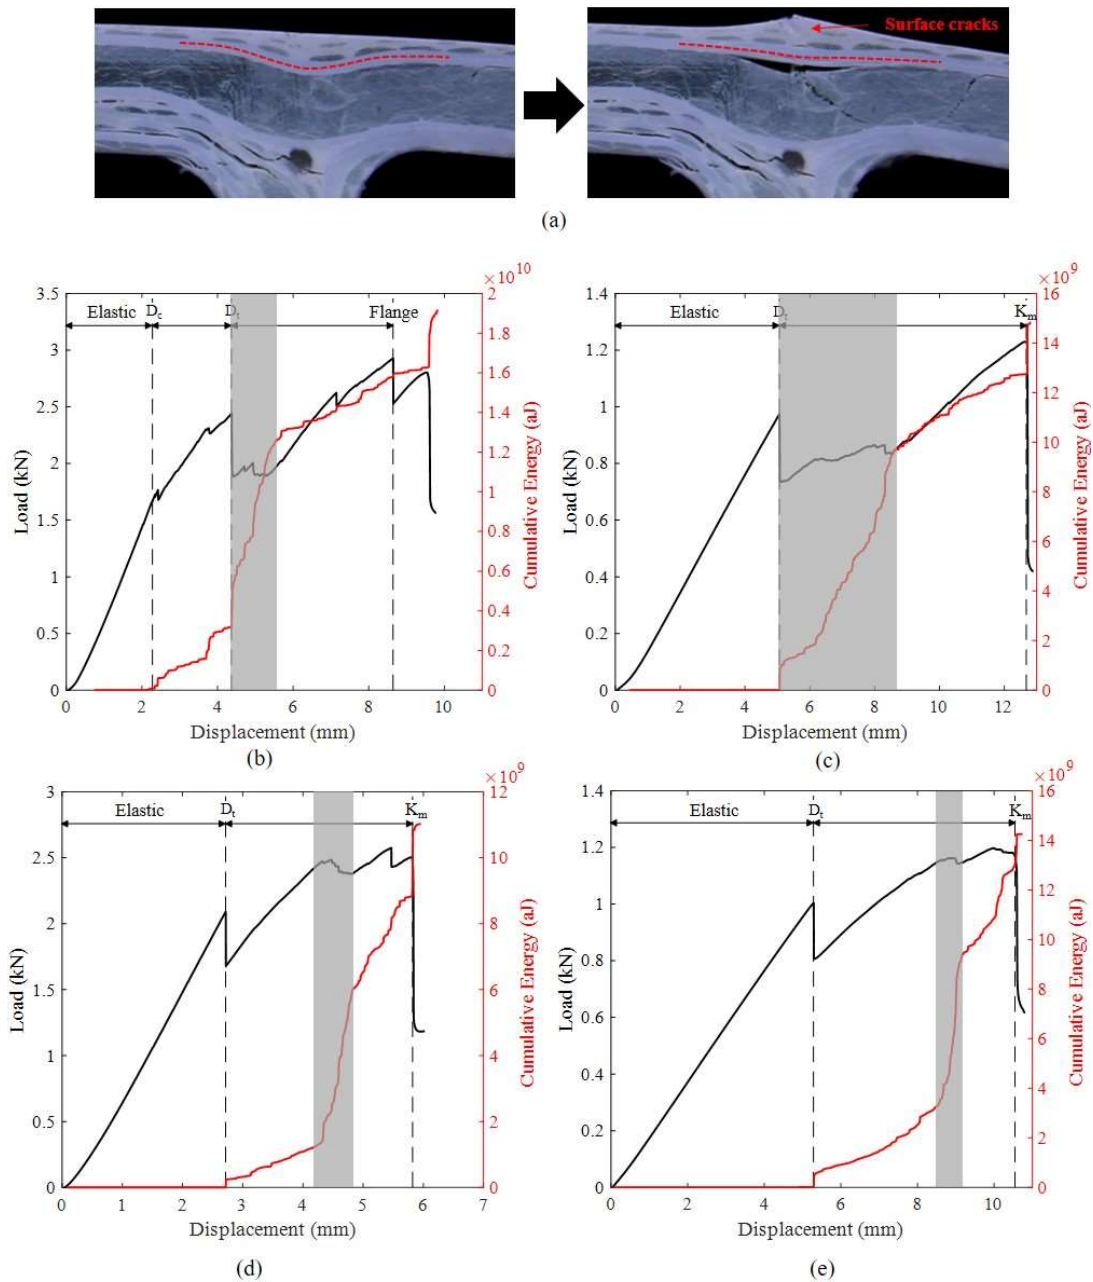 Surface cracks
(a)
×10¹⁰
3.5
3
2.5
2
1.5
1
0.5
0
Load (kN)
Elastic
D_c
D_t
Flange
2
1.8
1.6
1.4
1.2
1
0.8
0.6
0.4
0.2
0
Cumulative Energy (aJ)
0 2 4 6 8 10
Displacement (mm)
(b)
×10⁹
1.4
1.2
1
0.8
0.6
0.4
0.2
0
Load (kN)
Elastic
D_t
K_m
16
14
12
10
8
6
4
2
0
Cumulative Energy (aJ)
0 2 4 6 8 10 12
Displacement (mm)
(c)
×10⁹
3
2.5
2
1.5
1
0.5
0
Load (kN)
Elastic
D_t
K_m
12
10
8
6
4
2
0
Cumulative Energy (aJ)
0 1 2 3 4 5 6 7
Displacement (mm)
(d)
×10⁹
1.4
1.2
1
0.8
0.6
0.4
0.2
0
Load (kN)
Elastic
D_t
K_m
16
14
12
10
8
6
4
2
0
Cumulative Energy (aJ)
0 2 4 6 8 10
Displacement (mm)
(e)